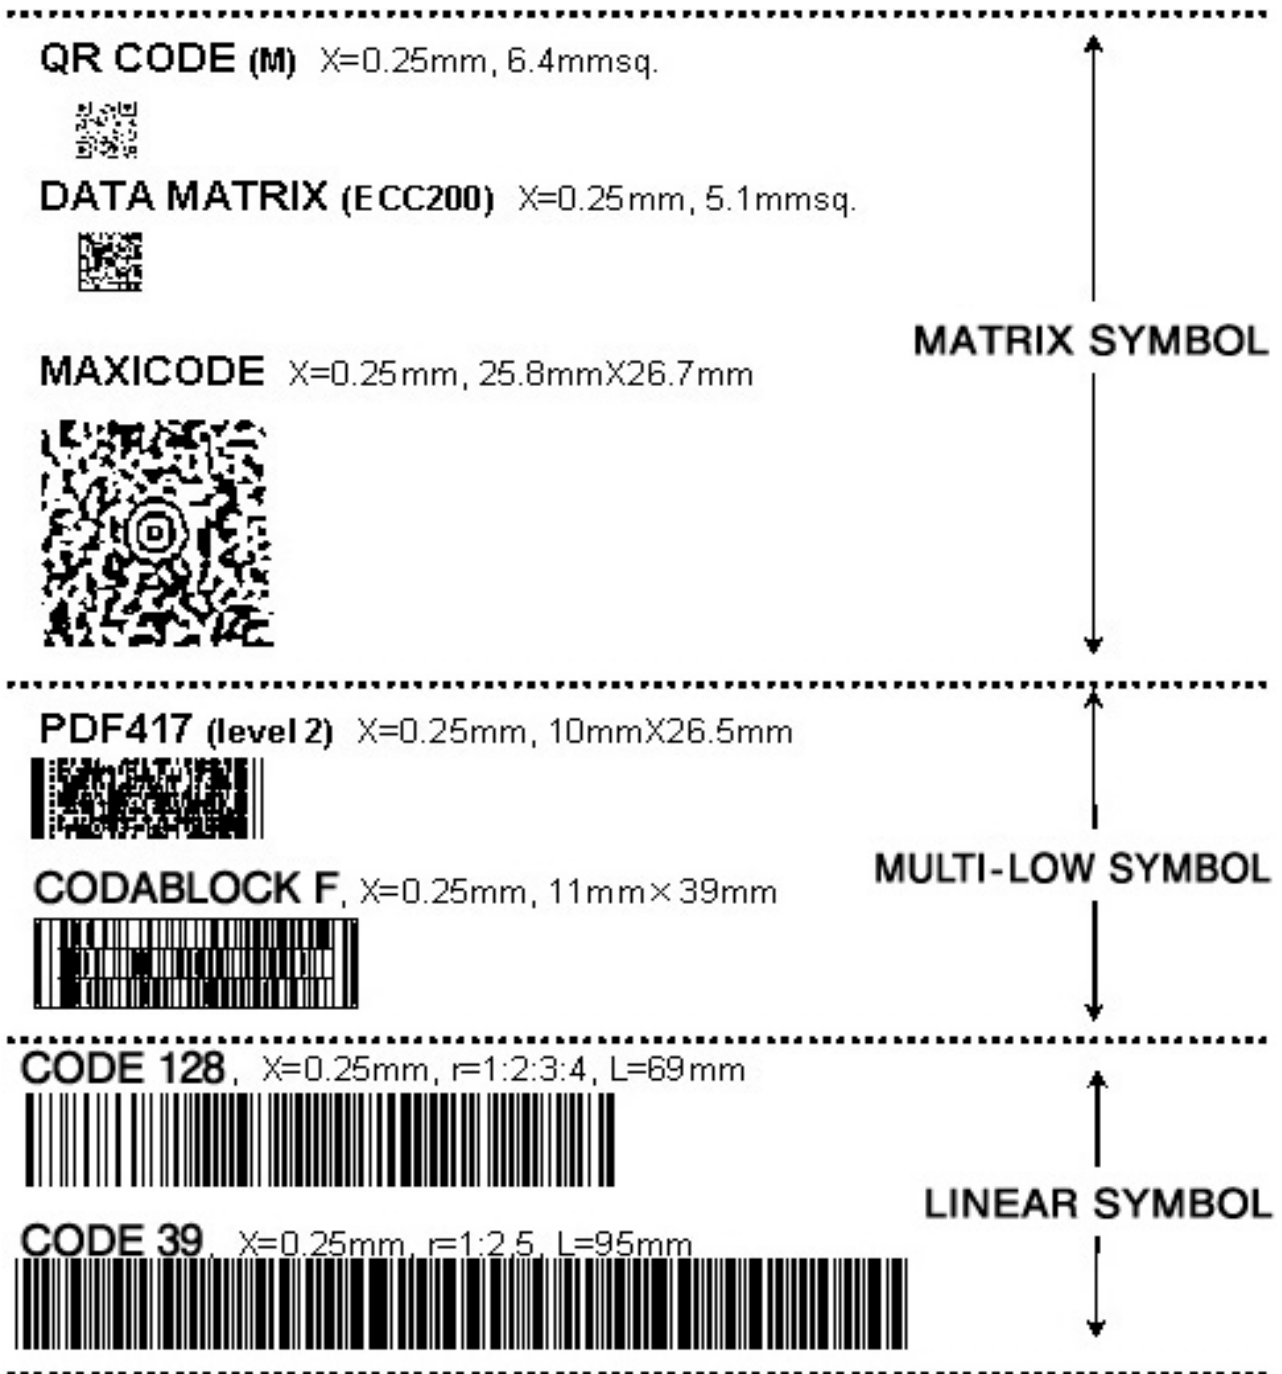 QR CODE (M) X=0.25mm, 6.4mmsq.
DATA MATRIX (ECC200) X=0.25mm, 5.1mmsq.
MATRIX SYMBOL
MAXICODE X=0.25mm, 25.8mmX26.7mm
PDF417 (level 2) X=0.25mm, 10mmX26.5mm
MULTI-LOW SYMBOL
CODABLOCK F, X=0.25mm, 11mm×39mm
CODE 128, X=0.25mm, r=1:2:3:4, L=69mm
LINEAR SYMBOL
CODE 39, X=0.25mm, r=1:2.5, L=95mm